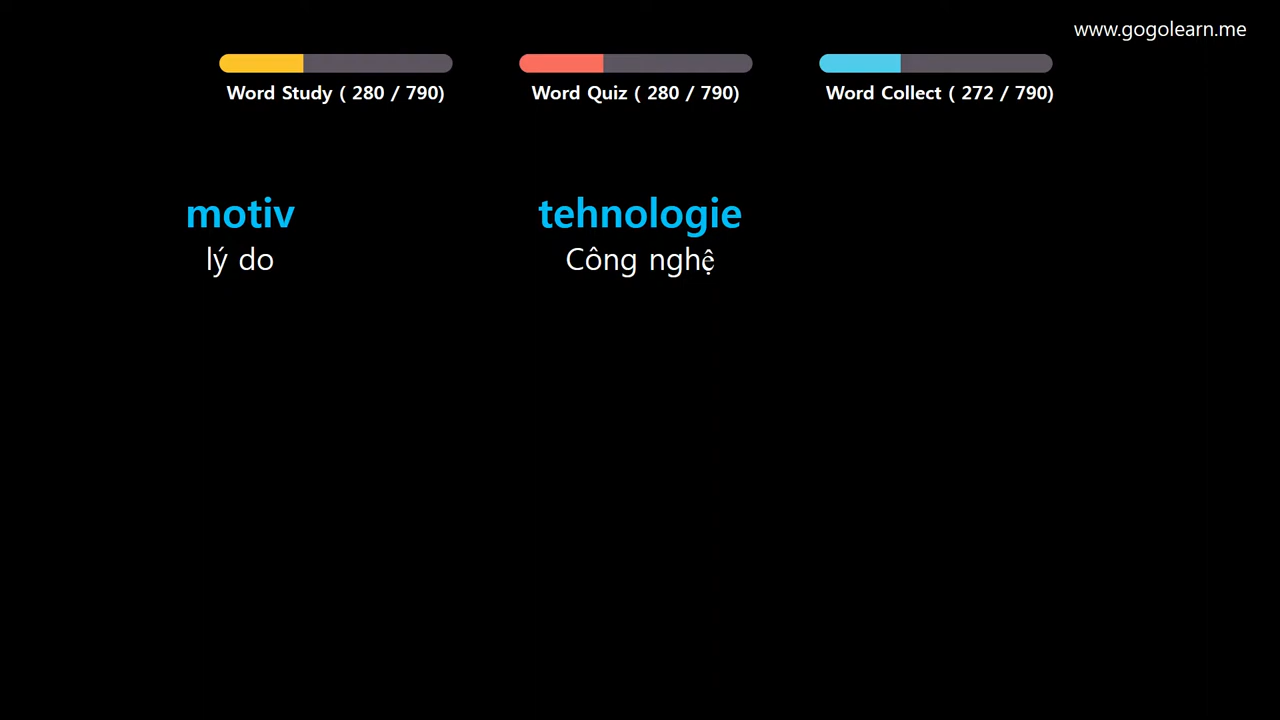 www.gogolearn.me
Word Study ( 280 / 790)
Word Quiz ( 280 / 790)
Word Collect ( 272 / 790)
motiv
lý do
tehnologie
Công nghệ